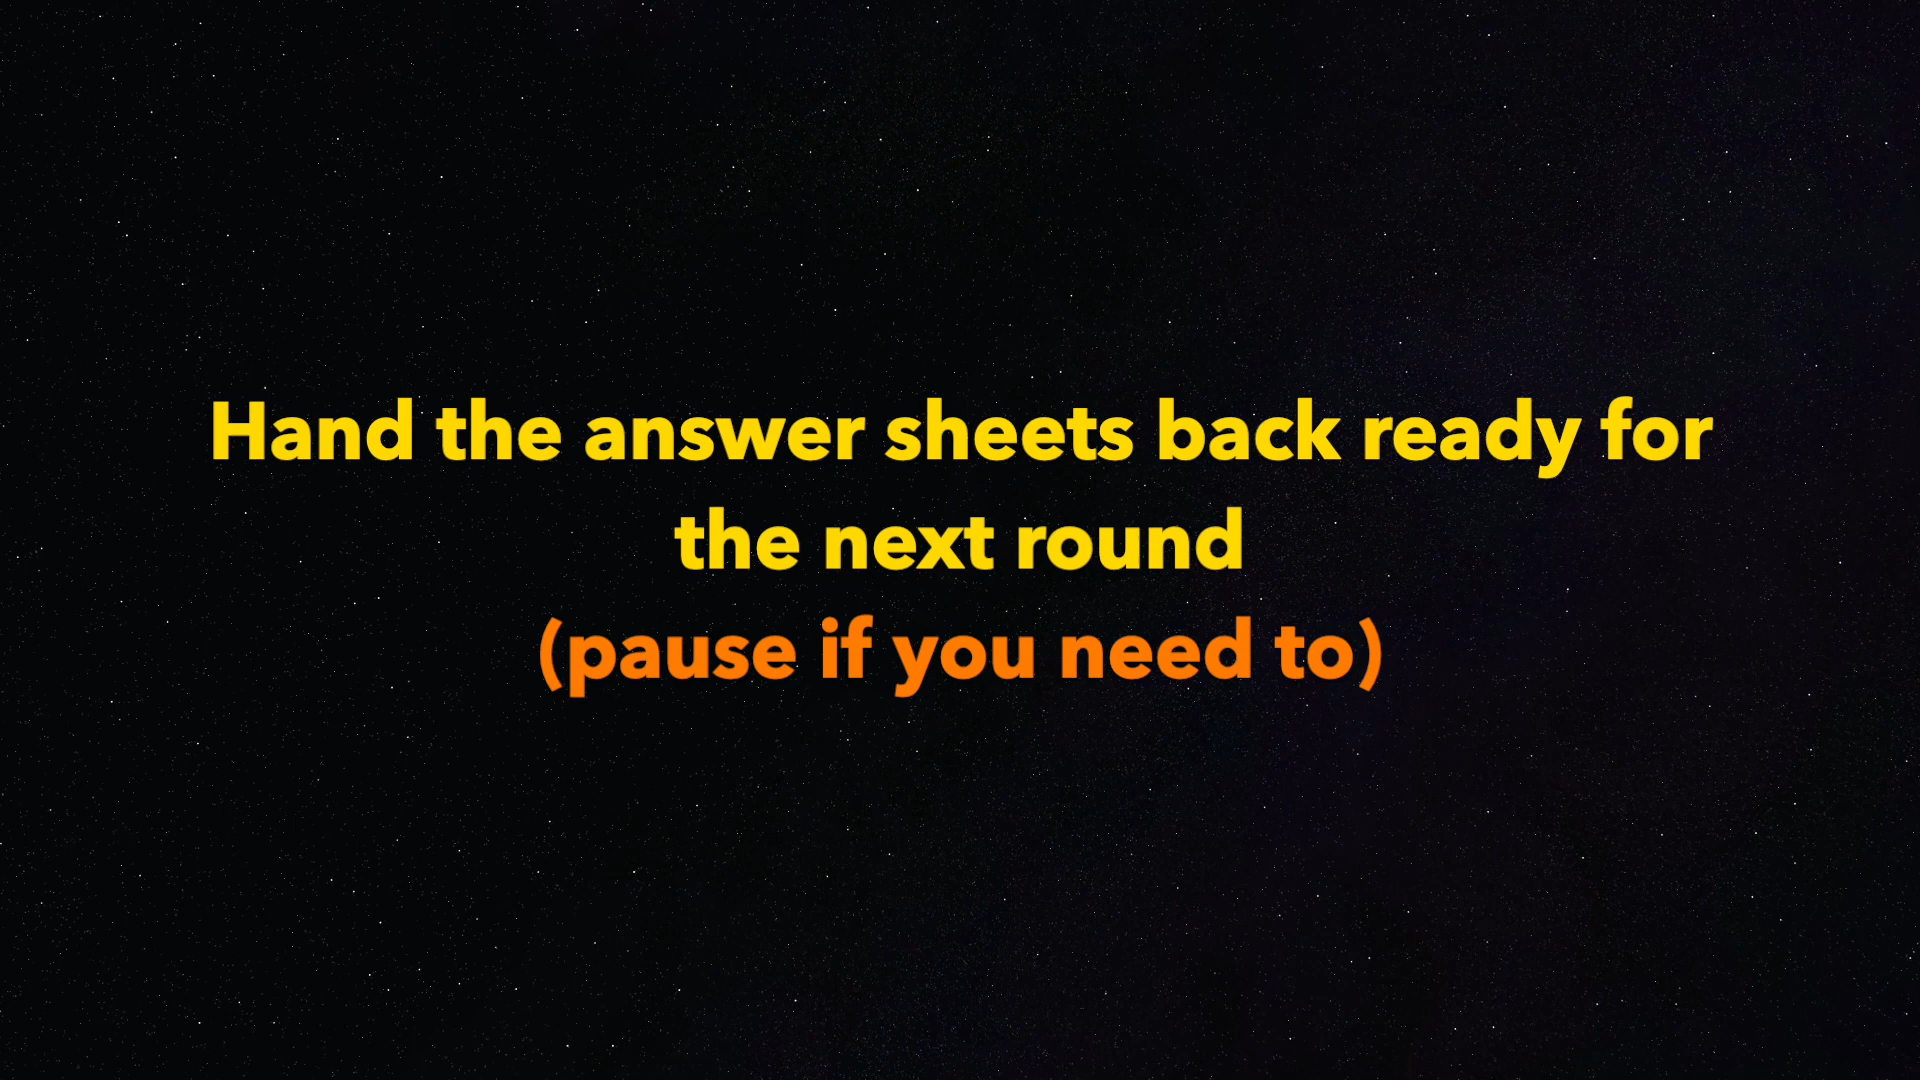 Hand the answer sheets back ready for
the next round
(pause if you need to)